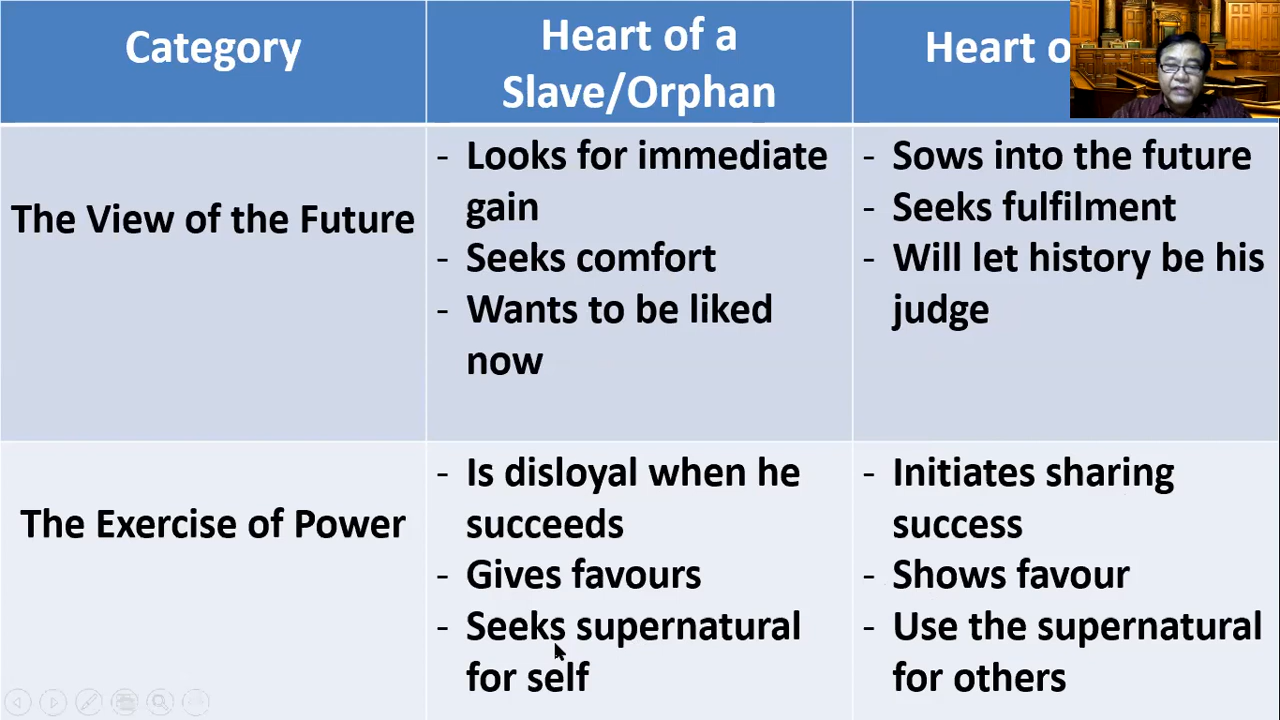 Category
Heart of a
Slave/Orphan
Heart o
The View of the Future
- Looks for immediate
gain
- Seeks comfort
- Wants to be liked
now
- Sows into the future
- Seeks fulfilment
- Will let history be his
judge
The Exercise of Power
- Is disloyal when he
succeeds
- Gives favours
- Seeks supernatural
for self
- Initiates sharing
success
- Shows favour
- Use the supernatural
for others